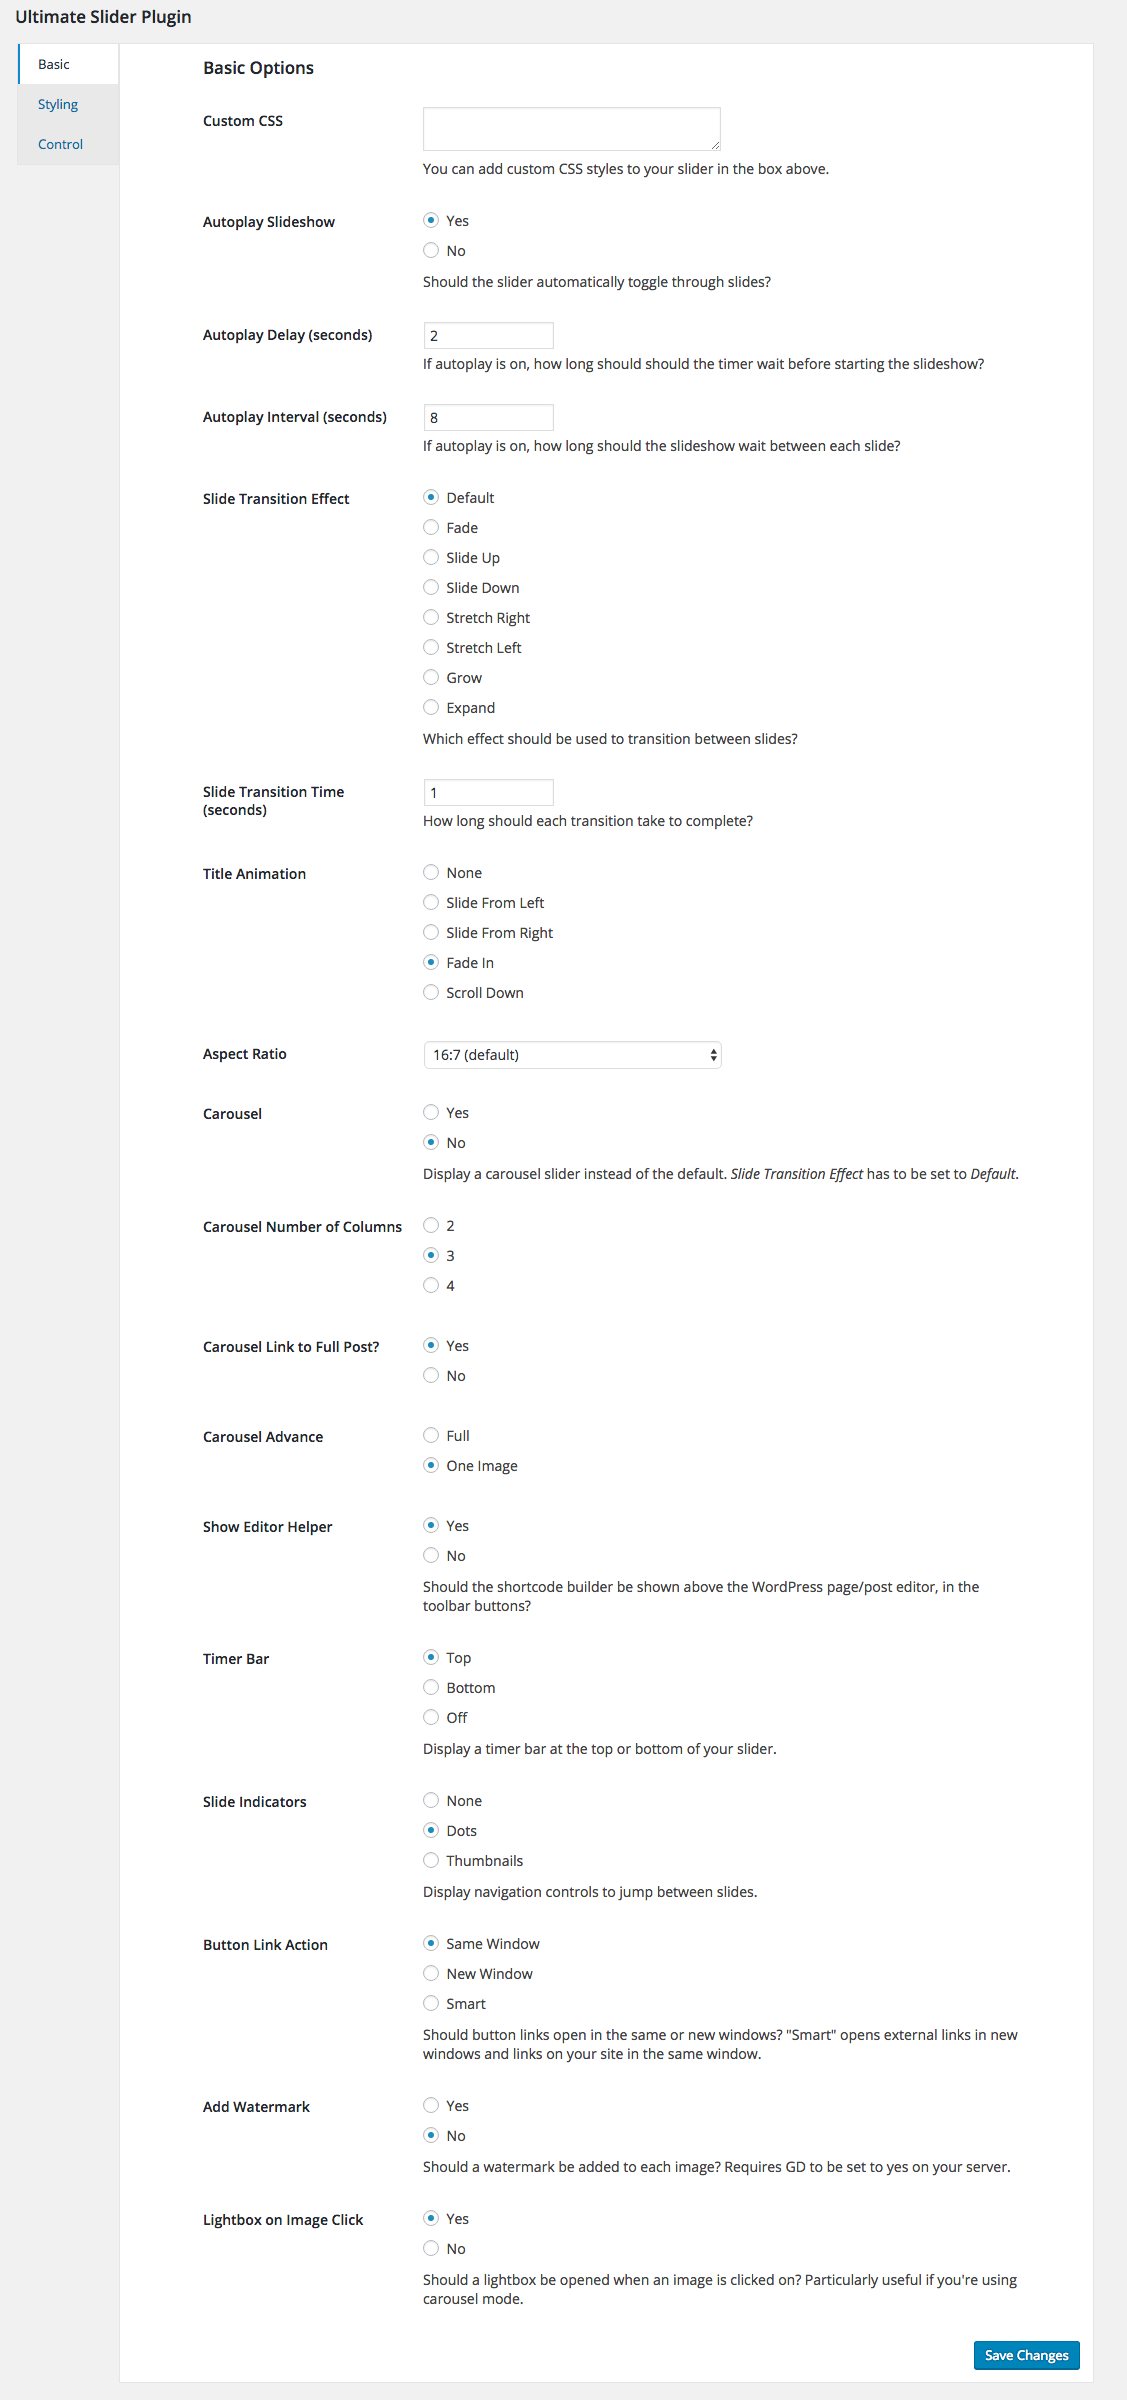 Ultimate Slider Plugin
Basic
Styling
Control
Basic Options
Custom CSS
You can add custom CSS styles to your slider in the box above.
Autoplay Slideshow
Yes
No
Should the slider automatically toggle through slides?
Autoplay Delay (seconds)
2
If autoplay is on, how long should should the timer wait before starting the slideshow?
Autoplay Interval (seconds)
8
If autoplay is on, how long should the slideshow wait between each slide?
Slide Transition Effect
Default
Fade
Slide Up
Slide Down
Stretch Right
Stretch Left
Grow
Expand
Which effect should be used to transition between slides?
Slide Transition Time
(seconds)
1
How long should each transition take to complete?
Title Animation
None
Slide From Left
Slide From Right
Fade In
Scroll Down
Aspect Ratio
16:7 (default)
Carousel
Yes
No
Display a carousel slider instead of the default. Slide Transition Effect has to be set to Default.
Carousel Number of Columns
2
3
4
Carousel Link to Full Post?
Yes
No
Carousel Advance
Full
One Image
Show Editor Helper
Yes
No
Should the shortcode builder be shown above the WordPress page/post editor, in the
toolbar buttons?
Timer Bar
Top
Bottom
Off
Display a timer bar at the top or bottom of your slider.
Slide Indicators
None
Dots
Thumbnails
Display navigation controls to jump between slides.
Button Link Action
Same Window
New Window
Smart
Should button links open in the same or new windows? "Smart" opens external links in new
windows and links on your site in the same window.
Add Watermark
Yes
No
Should a watermark be added to each image? Requires GD to be set to yes on your server.
Lightbox on Image Click
Yes
No
Should a lightbox be opened when an image is clicked on? Particularly useful if you're using
carousel mode.
Save Changes